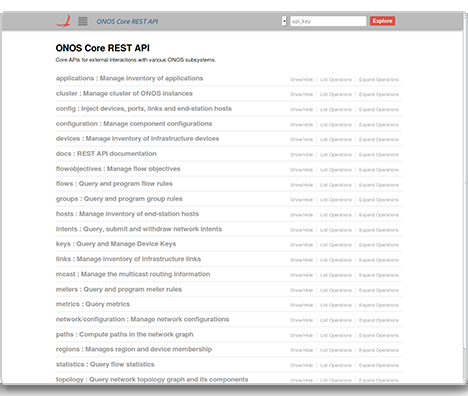 ONOS Core REST API
api_key
Explore
ONOS Core REST API
Core APIs for external interactions with various ONOS subsystems.
applications : Manage inventory of applications Show/Hide List Operations Expand Operations
cluster : Manage cluster of ONOS instances Show/Hide List Operations Expand Operations
config : Inject devices, ports, links and end-station hosts Show/Hide List Operations Expand Operations
configuration : Manage component configurations Show/Hide List Operations Expand Operations
devices : Manage inventory of infrastructure devices Show/Hide List Operations Expand Operations
docs : REST API documentation Show/Hide List Operations Expand Operations
flowobjectives : Manage flow objectives Show/Hide List Operations Expand Operations
flows : Query and program flow rules Show/Hide List Operations Expand Operations
groups : Query and program group rules Show/Hide List Operations Expand Operations
hosts : Manage inventory of end-station hosts Show/Hide List Operations Expand Operations
intents : Query, submit and withdraw network intents Show/Hide List Operations Expand Operations
keys : Query and Manage Device Keys Show/Hide List Operations Expand Operations
links : Manage inventory of infrastructure links Show/Hide List Operations Expand Operations
mcast : Manage the multicast routing information Show/Hide List Operations Expand Operations
meters : Query and program meter rules Show/Hide List Operations Expand Operations
metrics : Query metrics Show/Hide List Operations Expand Operations
network/configuration : Manage network configurations Show/Hide List Operations Expand Operations
paths : Compute paths in the network graph Show/Hide List Operations Expand Operations
regions : Manages region and device membership Show/Hide List Operations Expand Operations
statistics : Query flow statistics Show/Hide List Operations Expand Operations
topology : Query network topology graph and its components Show/Hide List Operations Expand Operations